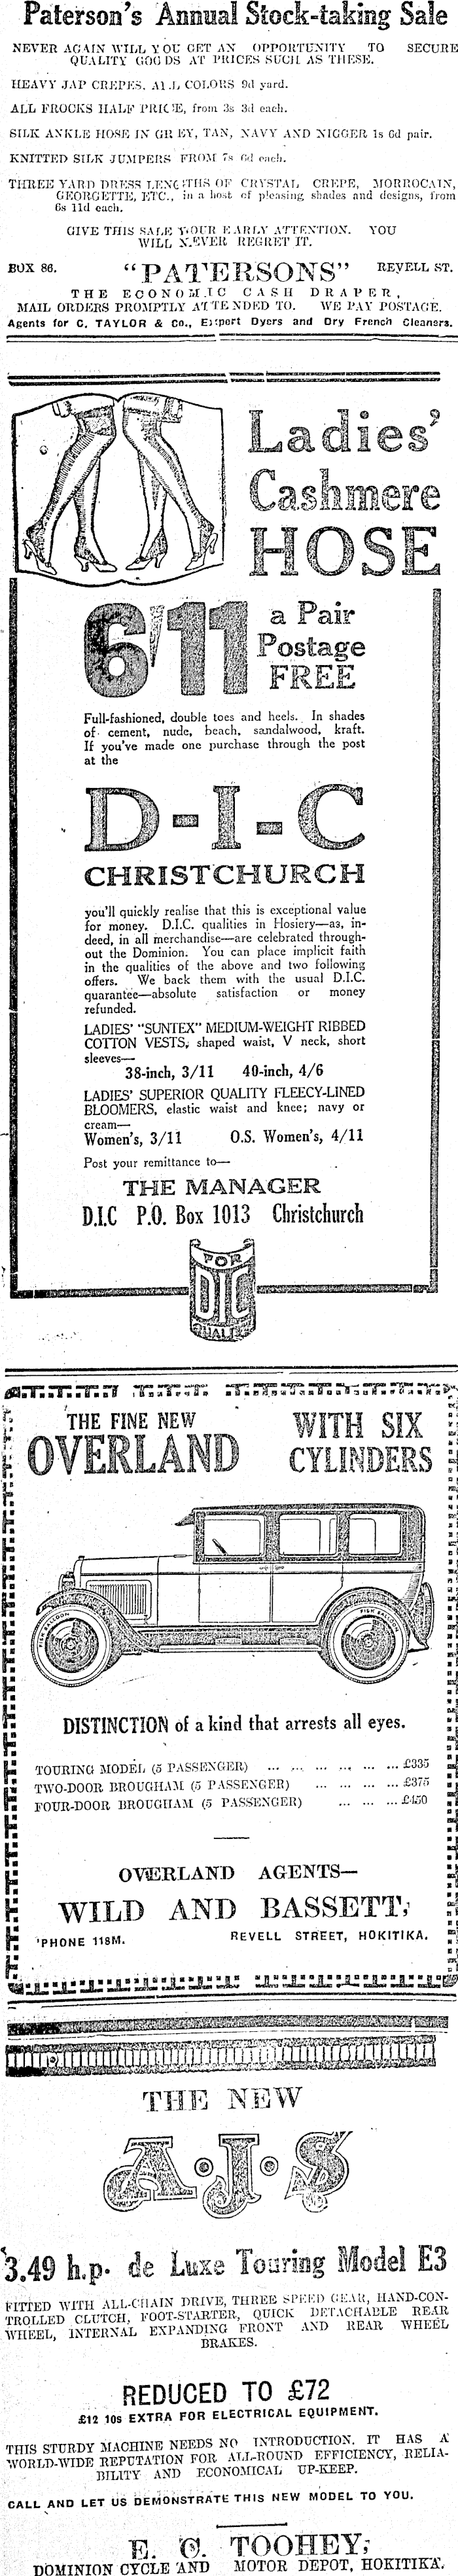 Paterson's Annual Stock-taking Sale
NEVER AGAIN WILL YOU GET AN OPPORTUNITY TO SECURE
QUALITY GOODS AT PRICES SUCH AS THESE.
HEAVY JAP CREPES, ALL COLORS 9d yard.
ALL FROCKS HALF PRICE, from 3s 3d each.
SILK ANKLE HOSE IN GREY, TAN, NAVY AND NIGGER 1s 6d pair.
KNITTED SILK JUMPERS FROM 7s 6d each.
THREE YARD DRESS LENGTHS OF CRYSTAL CREPE, MORROCAIN,
GEORGETTE, ETC., in a host of pleasing shades and designs, from
6s 11d each.
GIVE THIS SALE YOUR EARLY ATTENTION. YOU
WILL NEVER REGRET IT.
BOX 86. "PATERSONS" REVELL ST.
THE ECONOMIC CASH DRAPER,
MAIL ORDERS PROMPTLY ATTENDED TO. WE PAY POSTAGE.
Agents for C. TAYLOR & Co., Expert Dyers and Dry French Cleaners.
Ladies'
Cashmere
HOSE
6'11 a Pair
Postage
FREE
Full-fashioned, double toes and heels. In shades
of cement, nude, beach, sandalwood, kraft.
If you've made one purchase through the post
at the
D-I-C
CHRISTCHURCH
you'll quickly realise that this is exceptional value
for money. D.I.C. qualities in Hosiery—as, in-
deed, in all merchandise—are celebrated through-
out the Dominion. You can place implicit faith
in the qualities of the above and two following
offers. We back them with the usual D.I.C.
guarantee—absolute satisfaction or money
refunded.
LADIES' "SUNTEX" MEDIUM-WEIGHT RIBBED
COTTON VESTS, shaped waist, V neck, short
sleeves—
38-inch, 3/11 40-inch, 4/6
LADIES' SUPERIOR QUALITY FLEECY-LINED
BLOOMERS, elastic waist and knee; navy or
cream—
Women's, 3/11 O.S. Women's, 4/11
Post your remittance to—
THE MANAGER
D.I.C P.O. Box 1013 Christchurch
FOR
DIC
QUALITY
THE FINE NEW
OVERLAND
WITH SIX
CYLINDERS
DISTINCTION of a kind that arrests all eyes.
TOURING MODEL (5 PASSENGER) ... ... ... ... ... ... £335
TWO-DOOR BROUGHAM (5 PASSENGER) ... ... ... ... £375
FOUR-DOOR BROUGHAM (5 PASSENGER) ... ... ... £450
OVERLAND AGENTS—
WILD AND BASSETT,
'PHONE 118M. REVELL STREET, HOKITIKA.
THE NEW
A.J.S
3.49 h.p. de Luxe Touring Model E3
FITTED WITH ALL-CHAIN DRIVE, THREE SPEED GEAR, HAND-CON-
TROLLED CLUTCH, FOOT-STARTER, QUICK DETACHABLE REAR
WHEEL, INTERNAL EXPANDING FRONT AND REAR WHEEL
BRAKES.
REDUCED TO £72
£12 10s EXTRA FOR ELECTRICAL EQUIPMENT.
THIS STURDY MACHINE NEEDS NO INTRODUCTION. IT HAS A
WORLD-WIDE REPUTATION FOR ALL-ROUND EFFICIENCY, RELIA-
BILITY AND ECONOMICAL UP-KEEP.
CALL AND LET US DEMONSTRATE THIS NEW MODEL TO YOU.
E. C. TOOHEY,
DOMINION CYCLE AND MOTOR DEPOT, HOKITIKA.